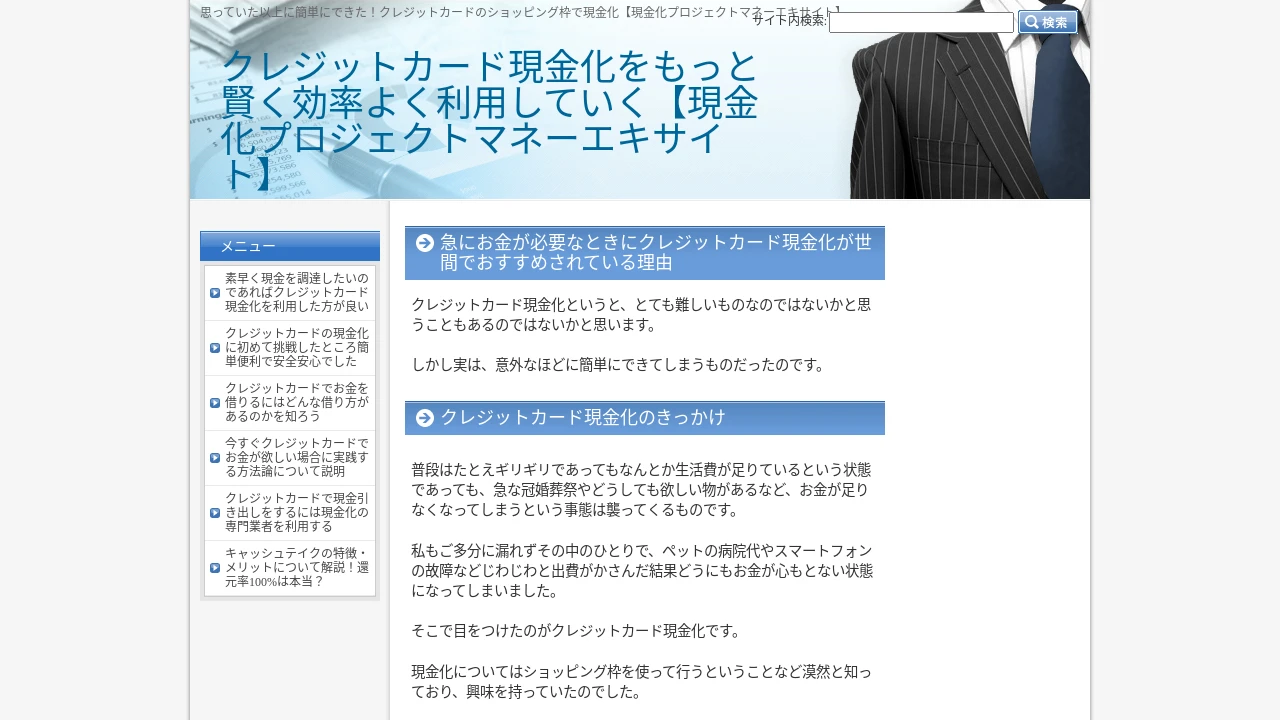 思っていた以上に簡単にできた！クレジットカードのショッピング枠で現金化【現金化プロジェクトマネーエキサイト】
サイト内検索:
検索
クレジットカード現金化をもっと
賢く効率よく利用していく【現金
化プロジェクトマネーエキサイ
ト】
メニュー
素早く現金を調達したいの
であればクレジットカード
現金化を利用した方が良い
クレジットカードの現金化
に初めて挑戦したところ簡
単便利で安全安心でした
クレジットカードでお金を
借りるにはどんな借り方が
あるのかを知ろう
今すぐクレジットカードで
お金が欲しい場合に実践す
る方法論について説明
クレジットカードで現金引
き出しをするには現金化の
専門業者を利用する
キャッシュテイクの特徴・
メリットについて解説！還
元率100%は本当？
急にお金が必要なときにクレジットカード現金化が世
間でおすすめされている理由
クレジットカード現金化というと、とても難しいものなのではないかと思
うこともあるのではないかと思います。
しかし実は、意外なほどに簡単にできてしまうものだったのです。
クレジットカード現金化のきっかけ
普段はたとえギリギリであってもなんとか生活費が足りているという状態
であっても、急な冠婚葬祭やどうしても欲しい物があるなど、お金が足り
なくなってしまうという事態は襲ってくるものです。
私もご多分に漏れずその中のひとりで、ペットの病院代やスマートフォン
の故障などじわじわと出費がかさんだ結果どうにもお金が心もとない状態
になってしまいました。
そこで目をつけたのがクレジットカード現金化です。
現金化についてはショッピング枠を使って行うということなど漠然と知っ
ており、興味を持っていたのでした。